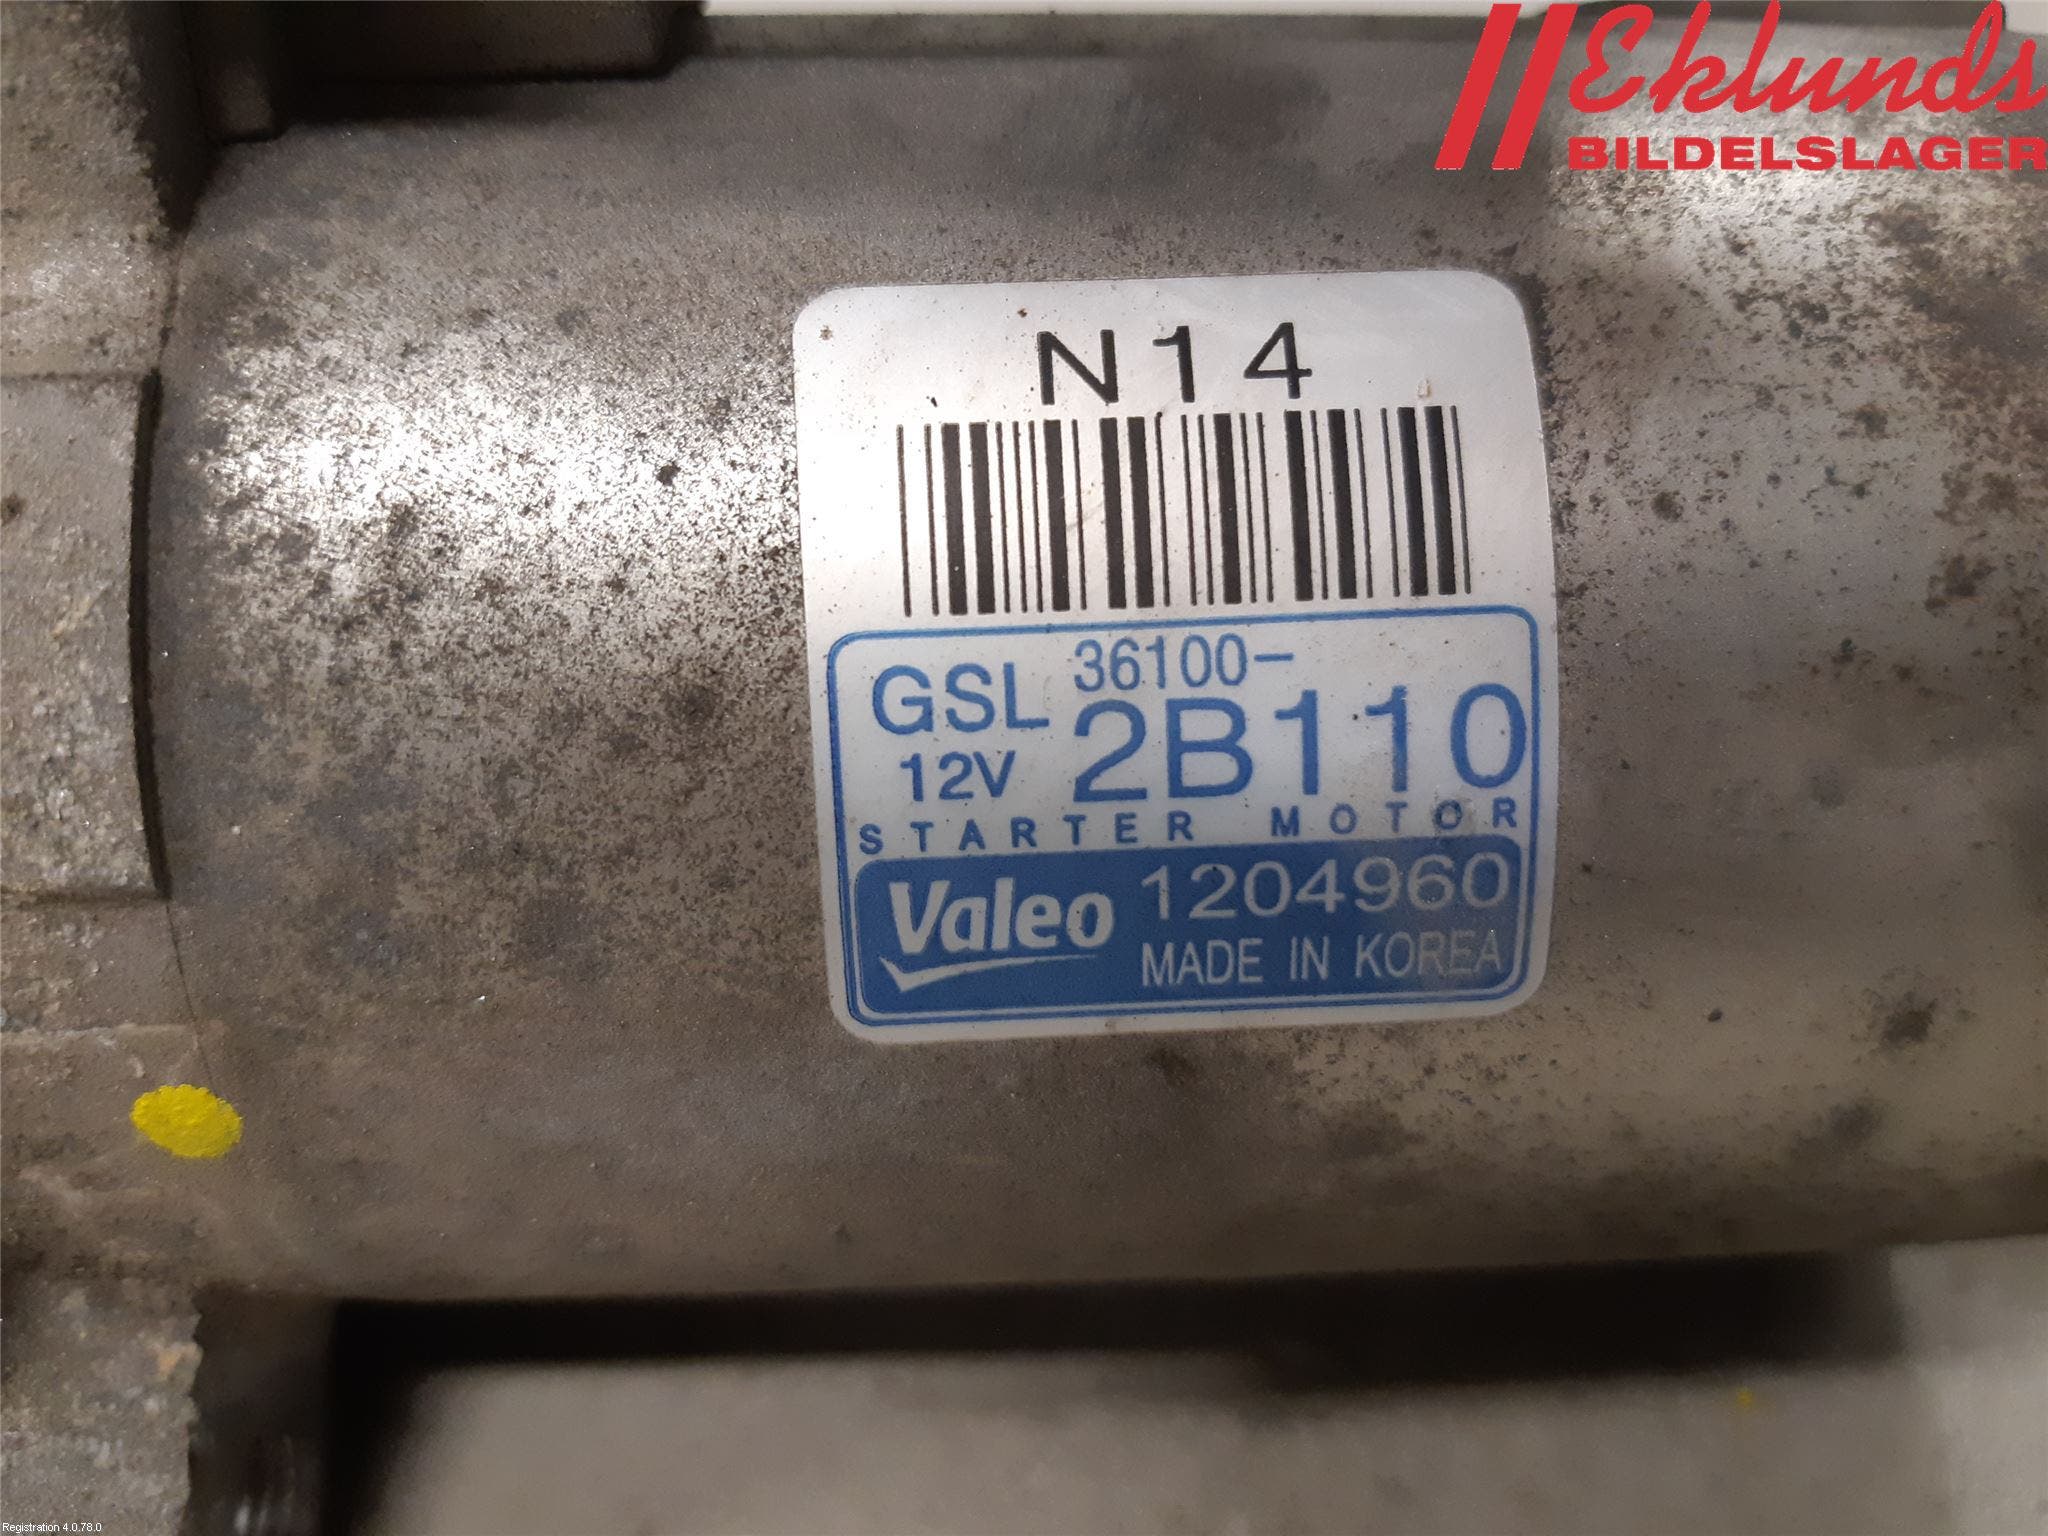 Eklunds
BILDELSLAGER
N14
GSL 36100-
12V 2B110
STARTER MOTOR
Valeo 1204960
MADE IN KOREA
Registration 4.0.78.0